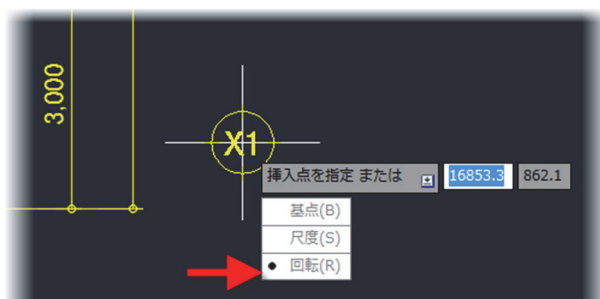 3,000
X1
挿入点を指定 または 16853.3 862.1
基点(B)
尺度(S)
回転(R)